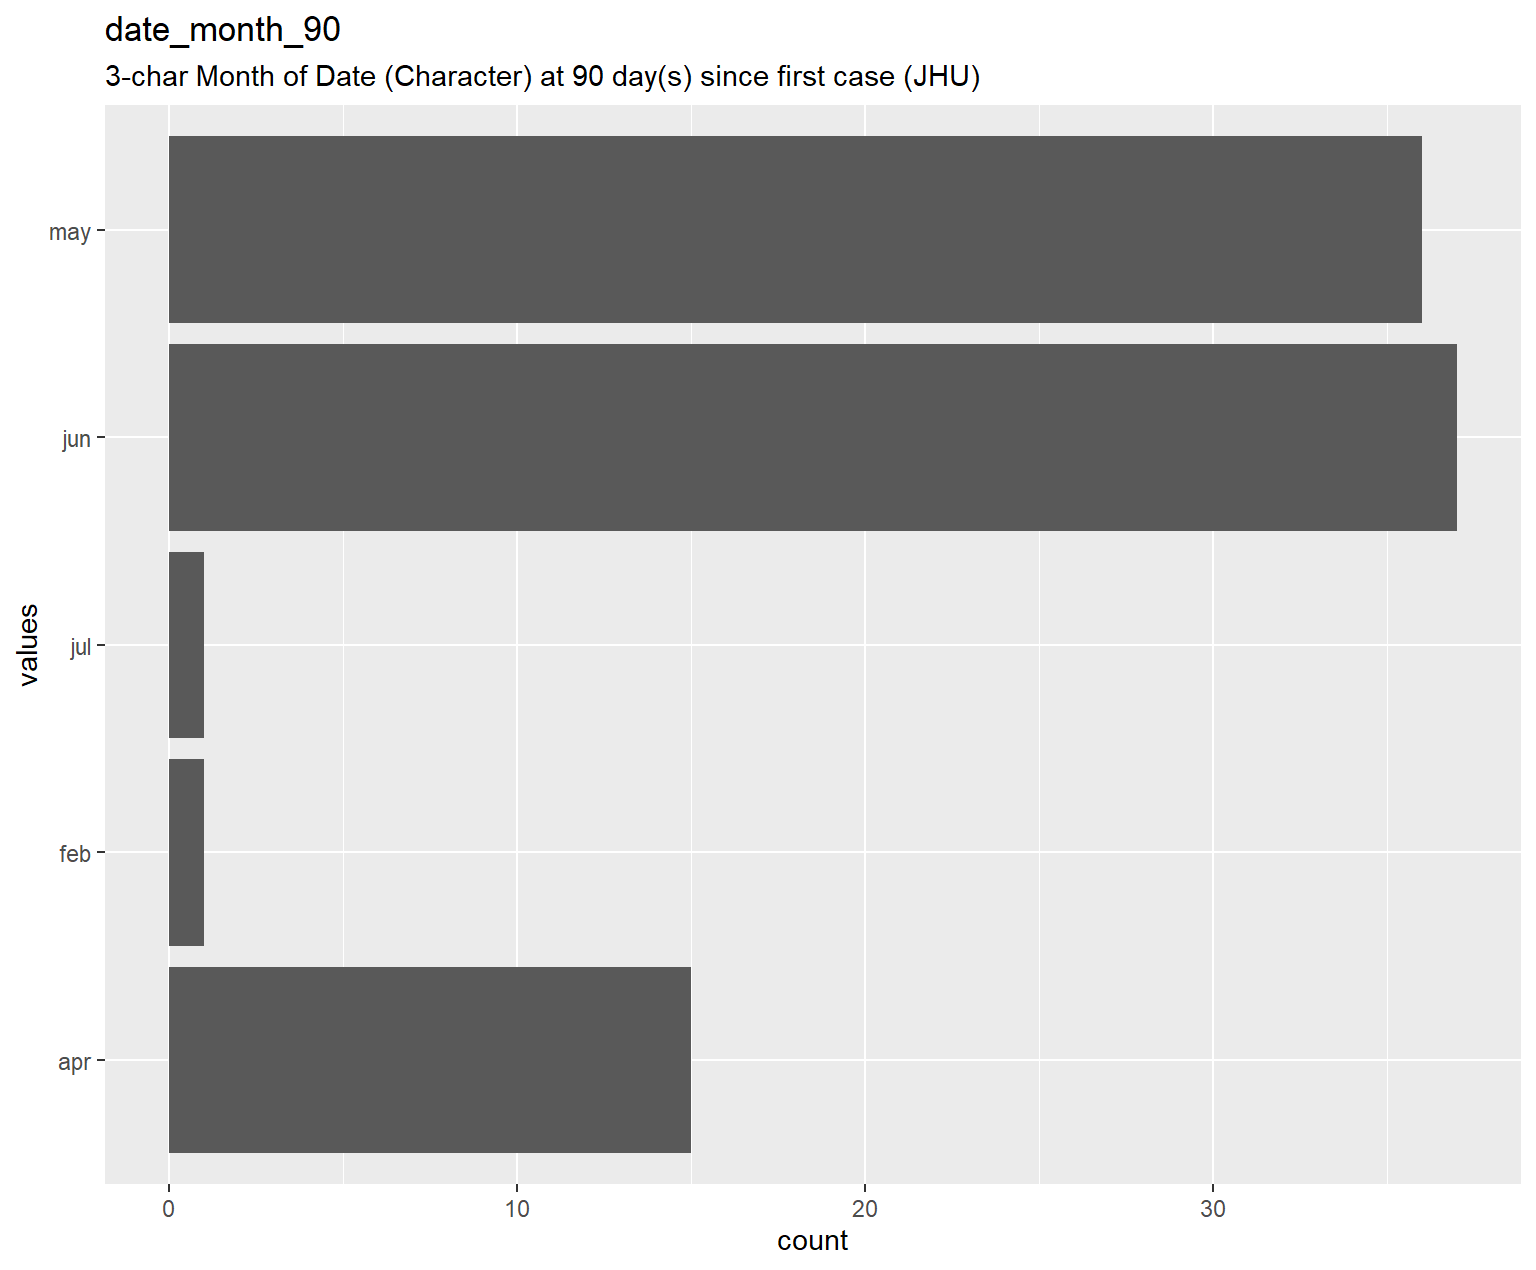 date_month_90
3-char Month of Date (Character) at 90 day(s) since first case (JHU)
may
jun
jul
feb
apr
values
0 10 20 30
count